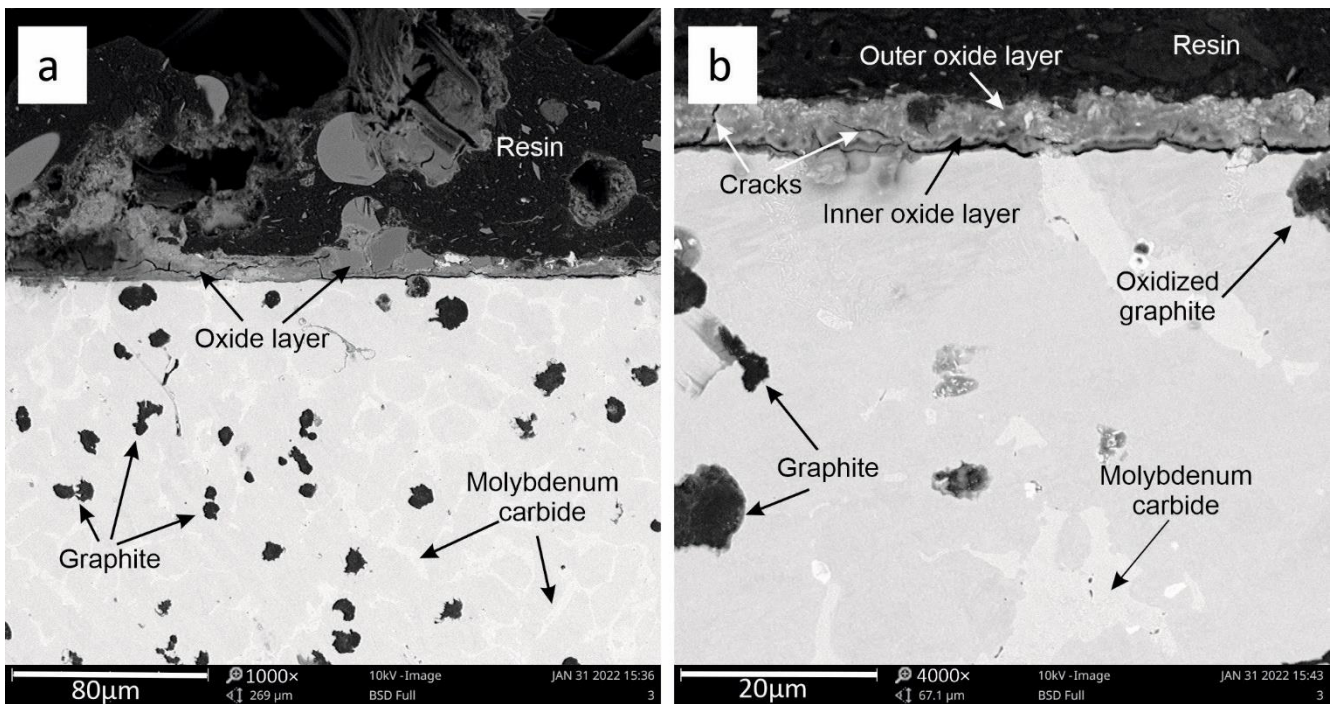 a
Resin
Oxide layer
Graphite
Molybdenum
carbide
80µm
1000×
269 µm
10kV -Image
BSD Full
JAN 31 2022 15:36
3
b
Resin
Outer oxide layer
Cracks
Inner oxide layer
Oxidized
graphite
Graphite
Molybdenum
carbide
20µm
4000×
67.1 µm
10kV -Image
BSD Full
JAN 31 2022 15:43
3